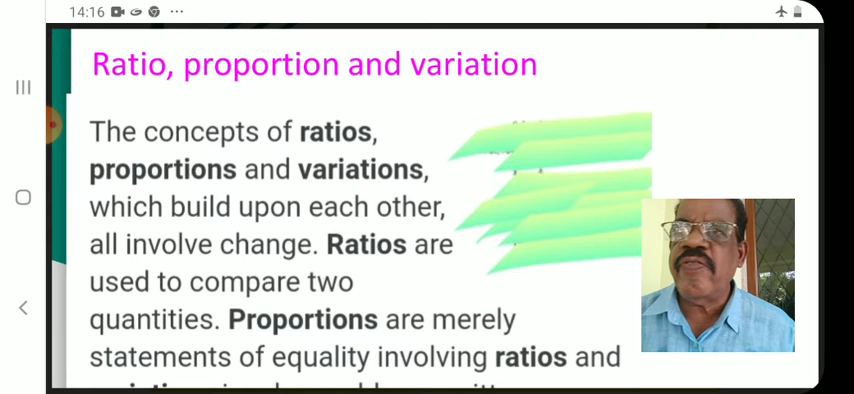 14:16
Ratio, proportion and variation
The concepts of ratios,
proportions and variations,
which build upon each other,
all involve change. Ratios are
used to compare two
quantities. Proportions are merely
statements of equality involving ratios and